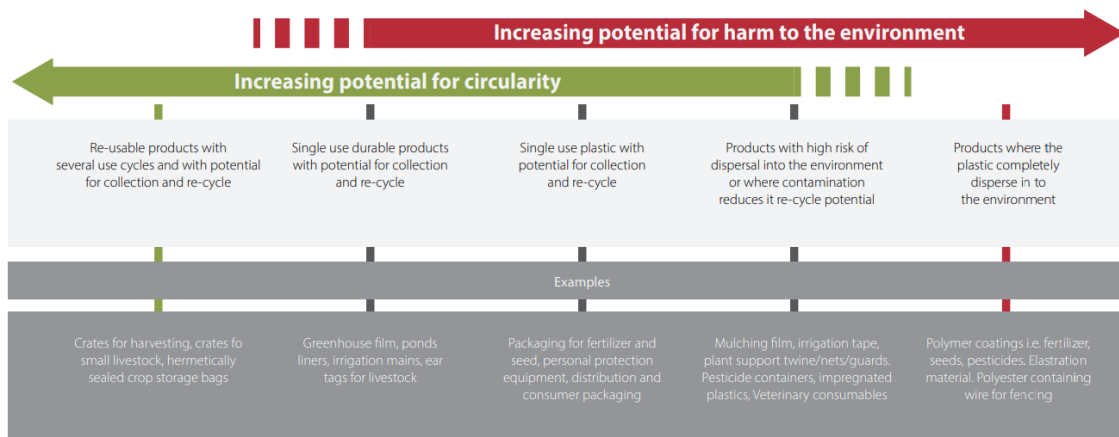 Increasing potential for harm to the environment
Increasing potential for circularity
Re-usable products with
several use cycles and with potential
for collection and re-cycle
Single use durable products
with potential for collection
and re-cycle
Single use plastic with
potential for collection
and re-cycle
Products with high risk of
dispersal into the environment
or where contamination
reduces it re-cycle potential
Products where the
plastic completely
disperse in to
the environment
Examples
Crates for harvesting, crates fo
small livestock, hermetically
sealed crop storage bags
Greenhouse film, ponds
liners, irrigation mains, ear
tags for livestock
Packaging for fertilizer and
seed, personal protection
equipment, distribution and
consumer packaging
Mulching film, irrigation tape,
plant support twine/nets/guards.
Pesticide containers, impregnated
plastics, Veterinary consumables
Polymer coatings i.e. fertilizer,
seeds, pesticides. Elastration
material. Polyester containing
wire for fencing